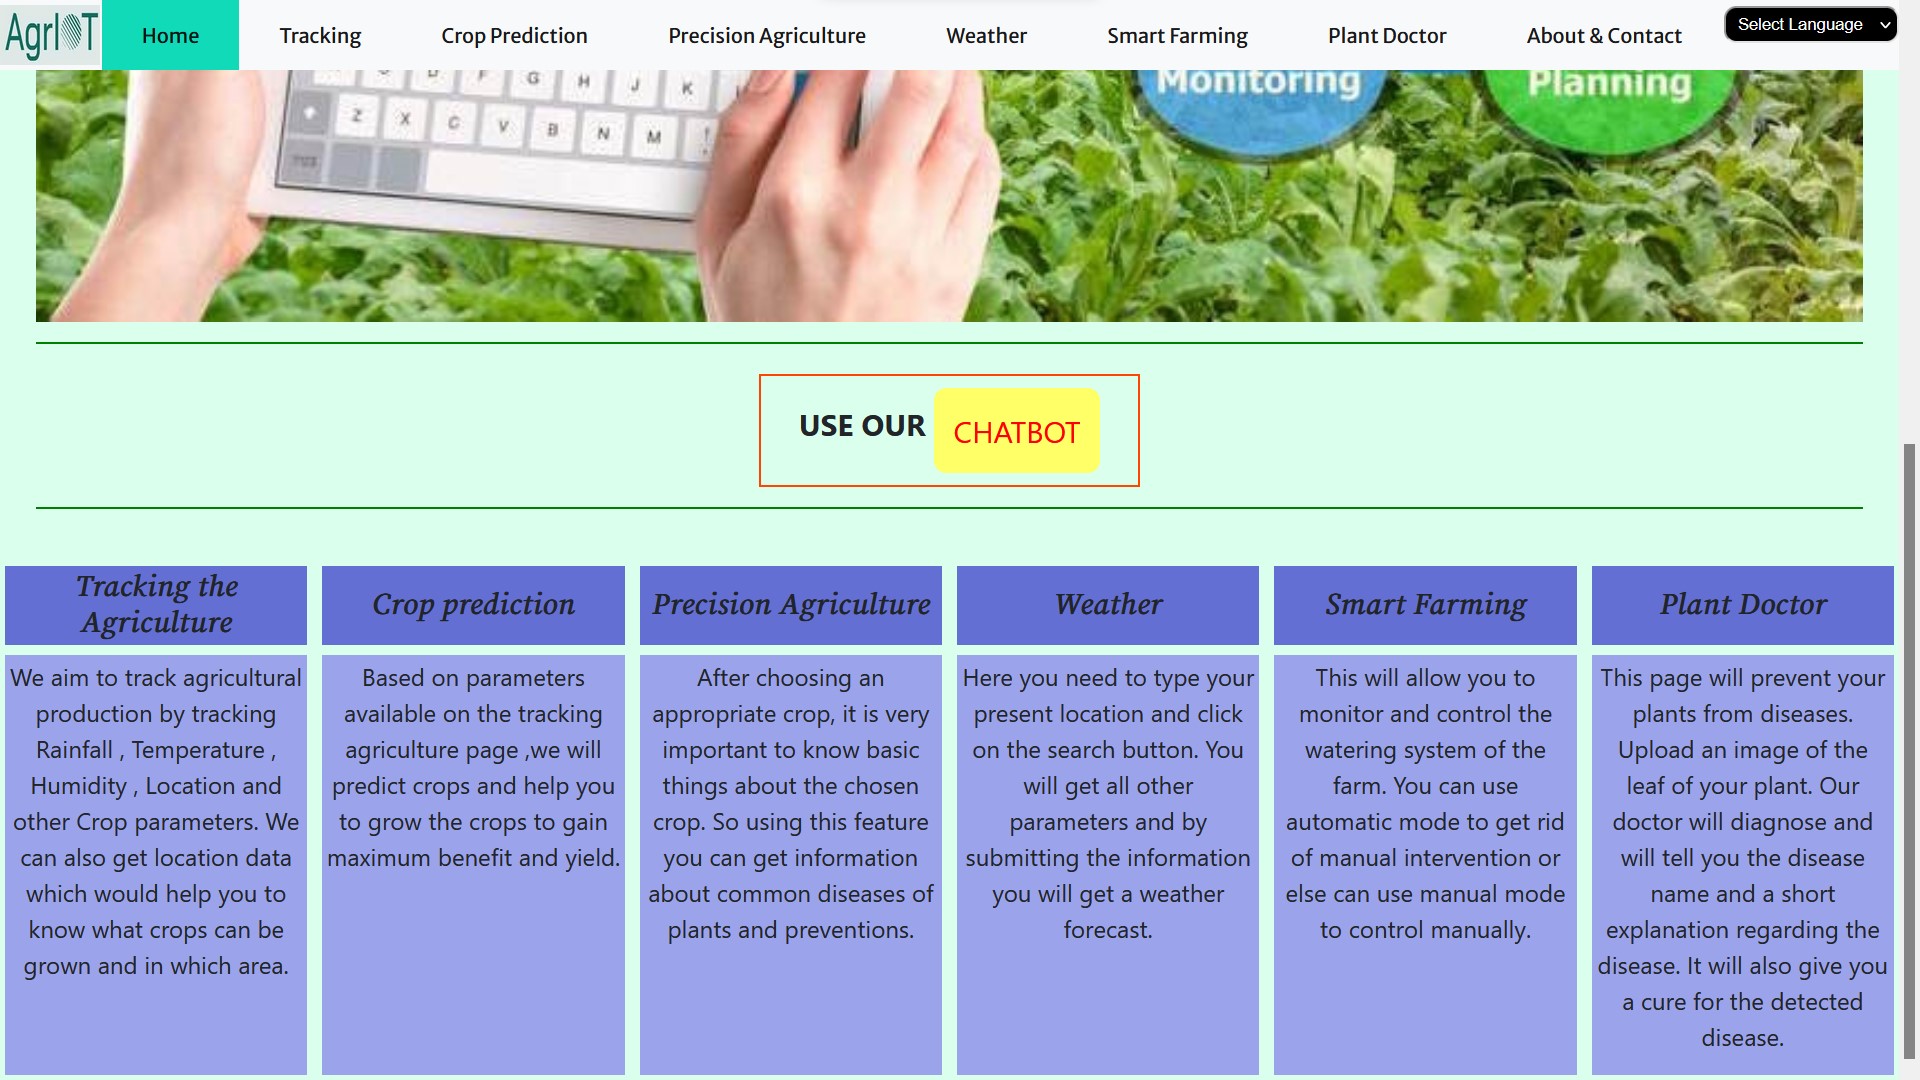 AgrIOT Home Tracking Crop Prediction Precision Agriculture Weather Smart Farming Plant Doctor About & Contact Select Language
Monitoring Planning
G H J K
Z X C V B N M !
USE OUR CHATBOT
Tracking the
Agriculture
We aim to track agricultural
production by tracking
Rainfall , Temperature ,
Humidity , Location and
other Crop parameters. We
can also get location data
which would help you to
know what crops can be
grown and in which area.
Crop prediction
Based on parameters
available on the tracking
agriculture page ,we will
predict crops and help you
to grow the crops to gain
maximum benefit and yield.
Precision Agriculture
After choosing an
appropriate crop, it is very
important to know basic
things about the chosen
crop. So using this feature
you can get information
about common diseases of
plants and preventions.
Weather
Here you need to type your
present location and click
on the search button. You
will get all other
parameters and by
submitting the information
you will get a weather
forecast.
Smart Farming
This will allow you to
monitor and control the
watering system of the
farm. You can use
automatic mode to get rid
of manual intervention or
else can use manual mode
to control manually.
Plant Doctor
This page will prevent your
plants from diseases.
Upload an image of the
leaf of your plant. Our
doctor will diagnose and
will tell you the disease
name and a short
explanation regarding the
disease. It will also give you
a cure for the detected
disease.